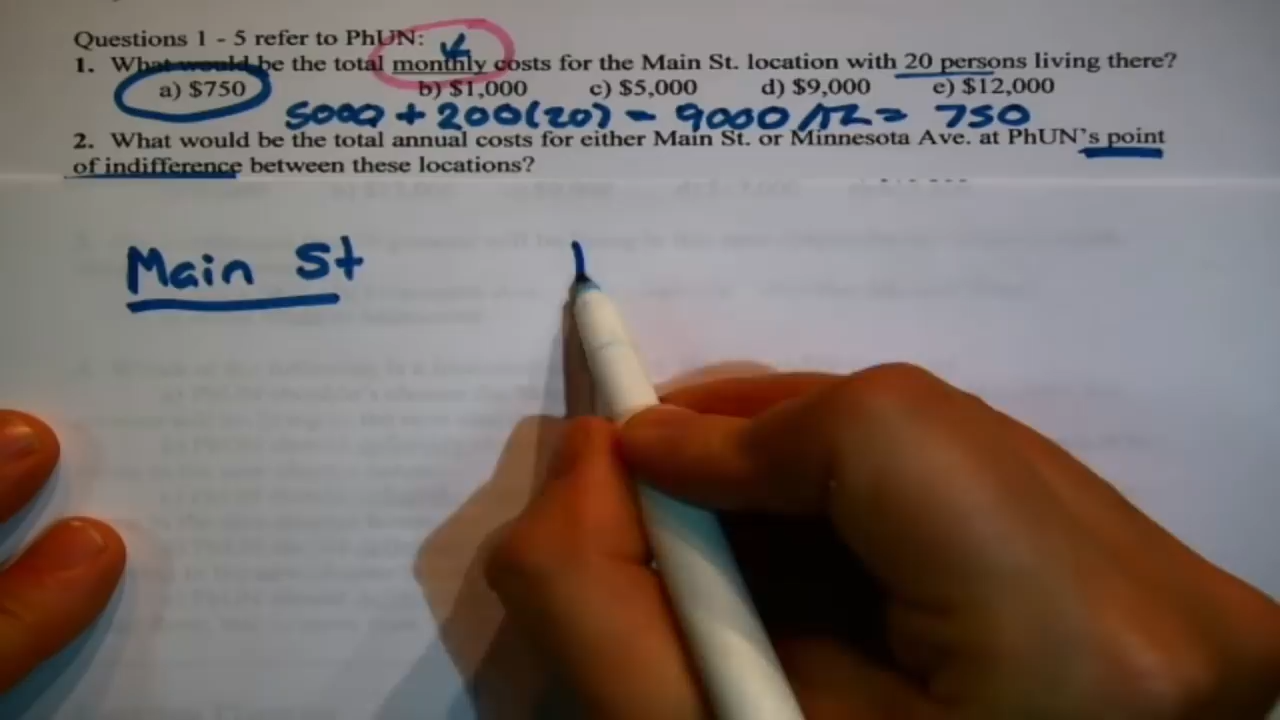 Questions 1 - 5 refer to PhUN:
1. What would be the total monthly costs for the Main St. location with 20 persons living there?
a) $750 b) $1,000 c) $5,000 d) $9,000 e) $12,000
5000 + 200(20) = 9000/12 = 750
2. What would be the total annual costs for either Main St. or Minnesota Ave. at PhUN's point
of indifference between these locations?
Main St